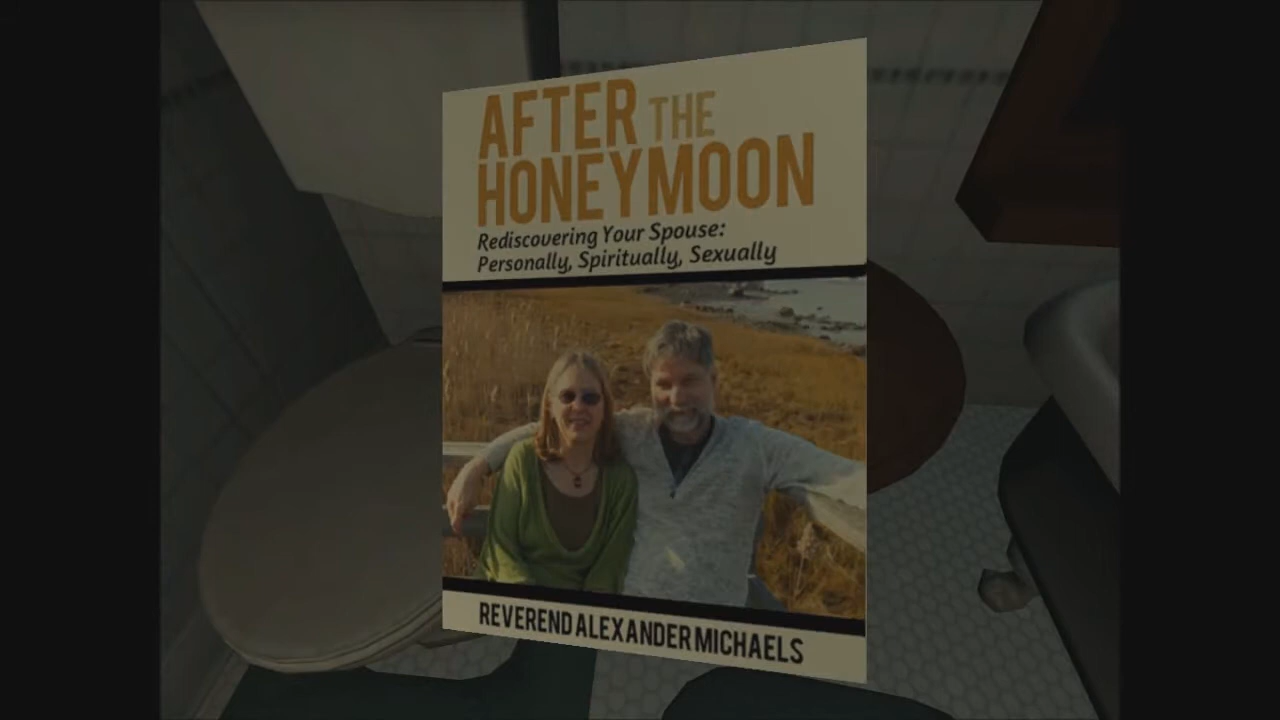 AFTER THE
HONEYMOON
Rediscovering Your Spouse:
Personally, Spiritually, Sexually
REVEREND ALEXANDER MICHAELS